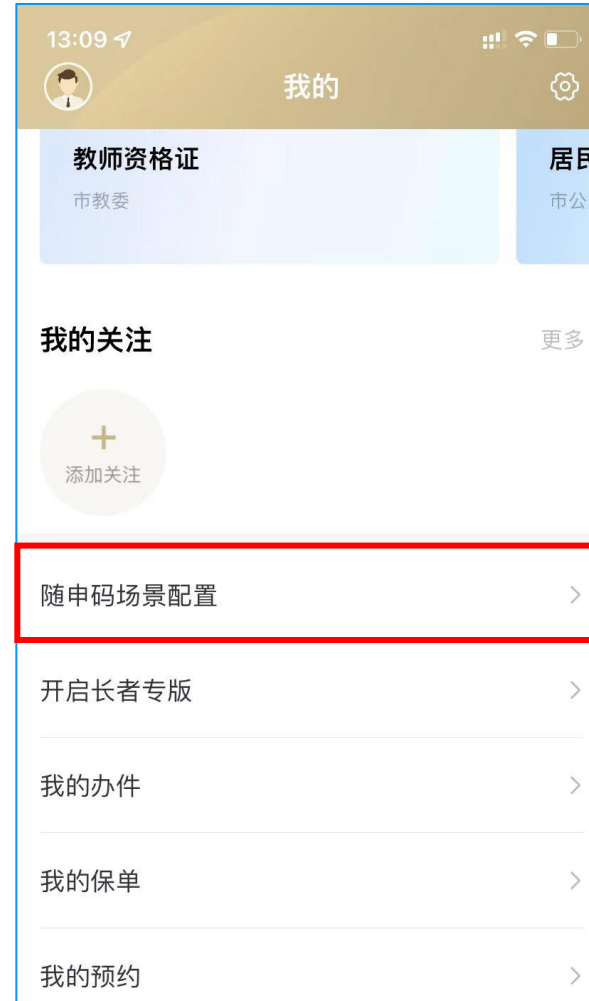 13:09
我的
教师资格证
居民
市教委
市公
我的关注
更多
添加关注
随申码场景配置
开启长者专版
我的办件
我的保单
我的预约